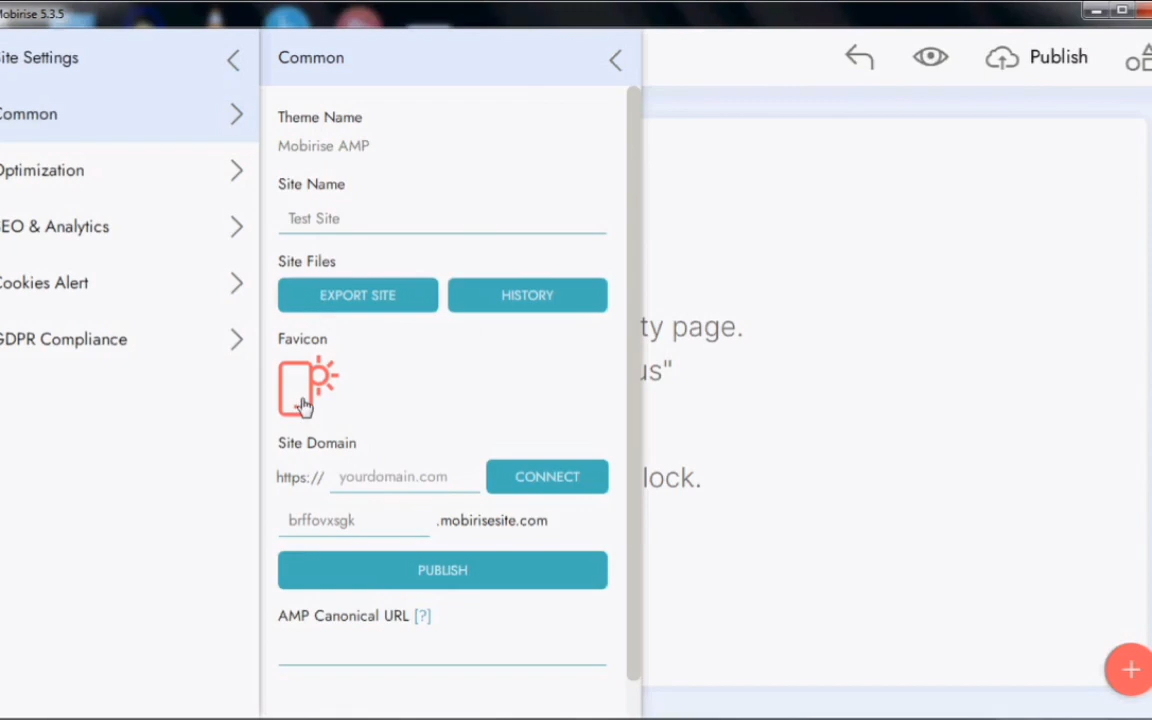 Mobirise 5.3.5
Site Settings
Common
Publish
Common
Optimization
SEO & Analytics
Cookies Alert
GDPR Compliance
Theme Name
Mobirise AMP
Site Name
Test Site
Site Files
EXPORT SITE
HISTORY
Favicon
Site Domain
https://
yourdomain.com
CONNECT
brffovxsgk
.mobirisesite.com
PUBLISH
AMP Canonical URL [?]
ty page.
us"
lock.